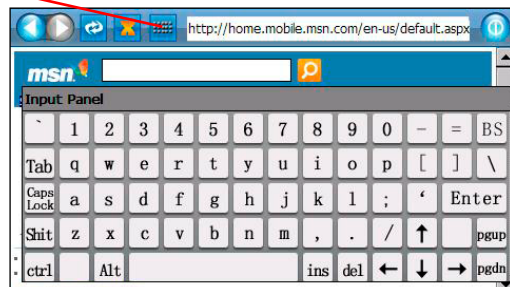 http://home.mobile.msn.com/en-us/default.aspx
msn
Input Panel
` 1 2 3 4 5 6 7 8 9 0 - = BS
Tab q w e r t y u i o p [ ] \
Caps Lock a s d f g h j k l ; ‘ Enter
Shit z x c v b n m , . / ↑ pgup
ctrl Alt ins del ← ↓ → pgdn